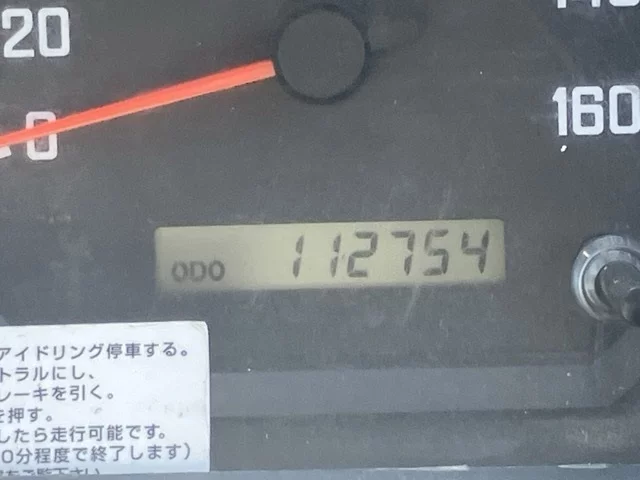 20
0
160
ODO 112754
アイドリング停車する。
トラルにし、
レーキを引く。
を押す。
したら走行可能です。
0分程度で終了します)